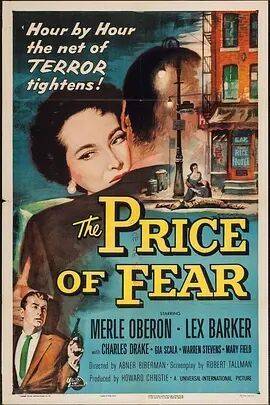 Hour by Hour
the net of
TERROR
tightens!
The
PRICE
OF FEAR
STARRING
MERLE OBERON · LEX BARKER
with CHARLES DRAKE · GIA SCALA · WARREN STEVENS · MARY FIELD
Directed by ABNER BIBERMAN · Screenplay by ROBERT TALLMAN
Produced by HOWARD CHRISTIE · A UNIVERSAL-INTERNATIONAL PICTURE